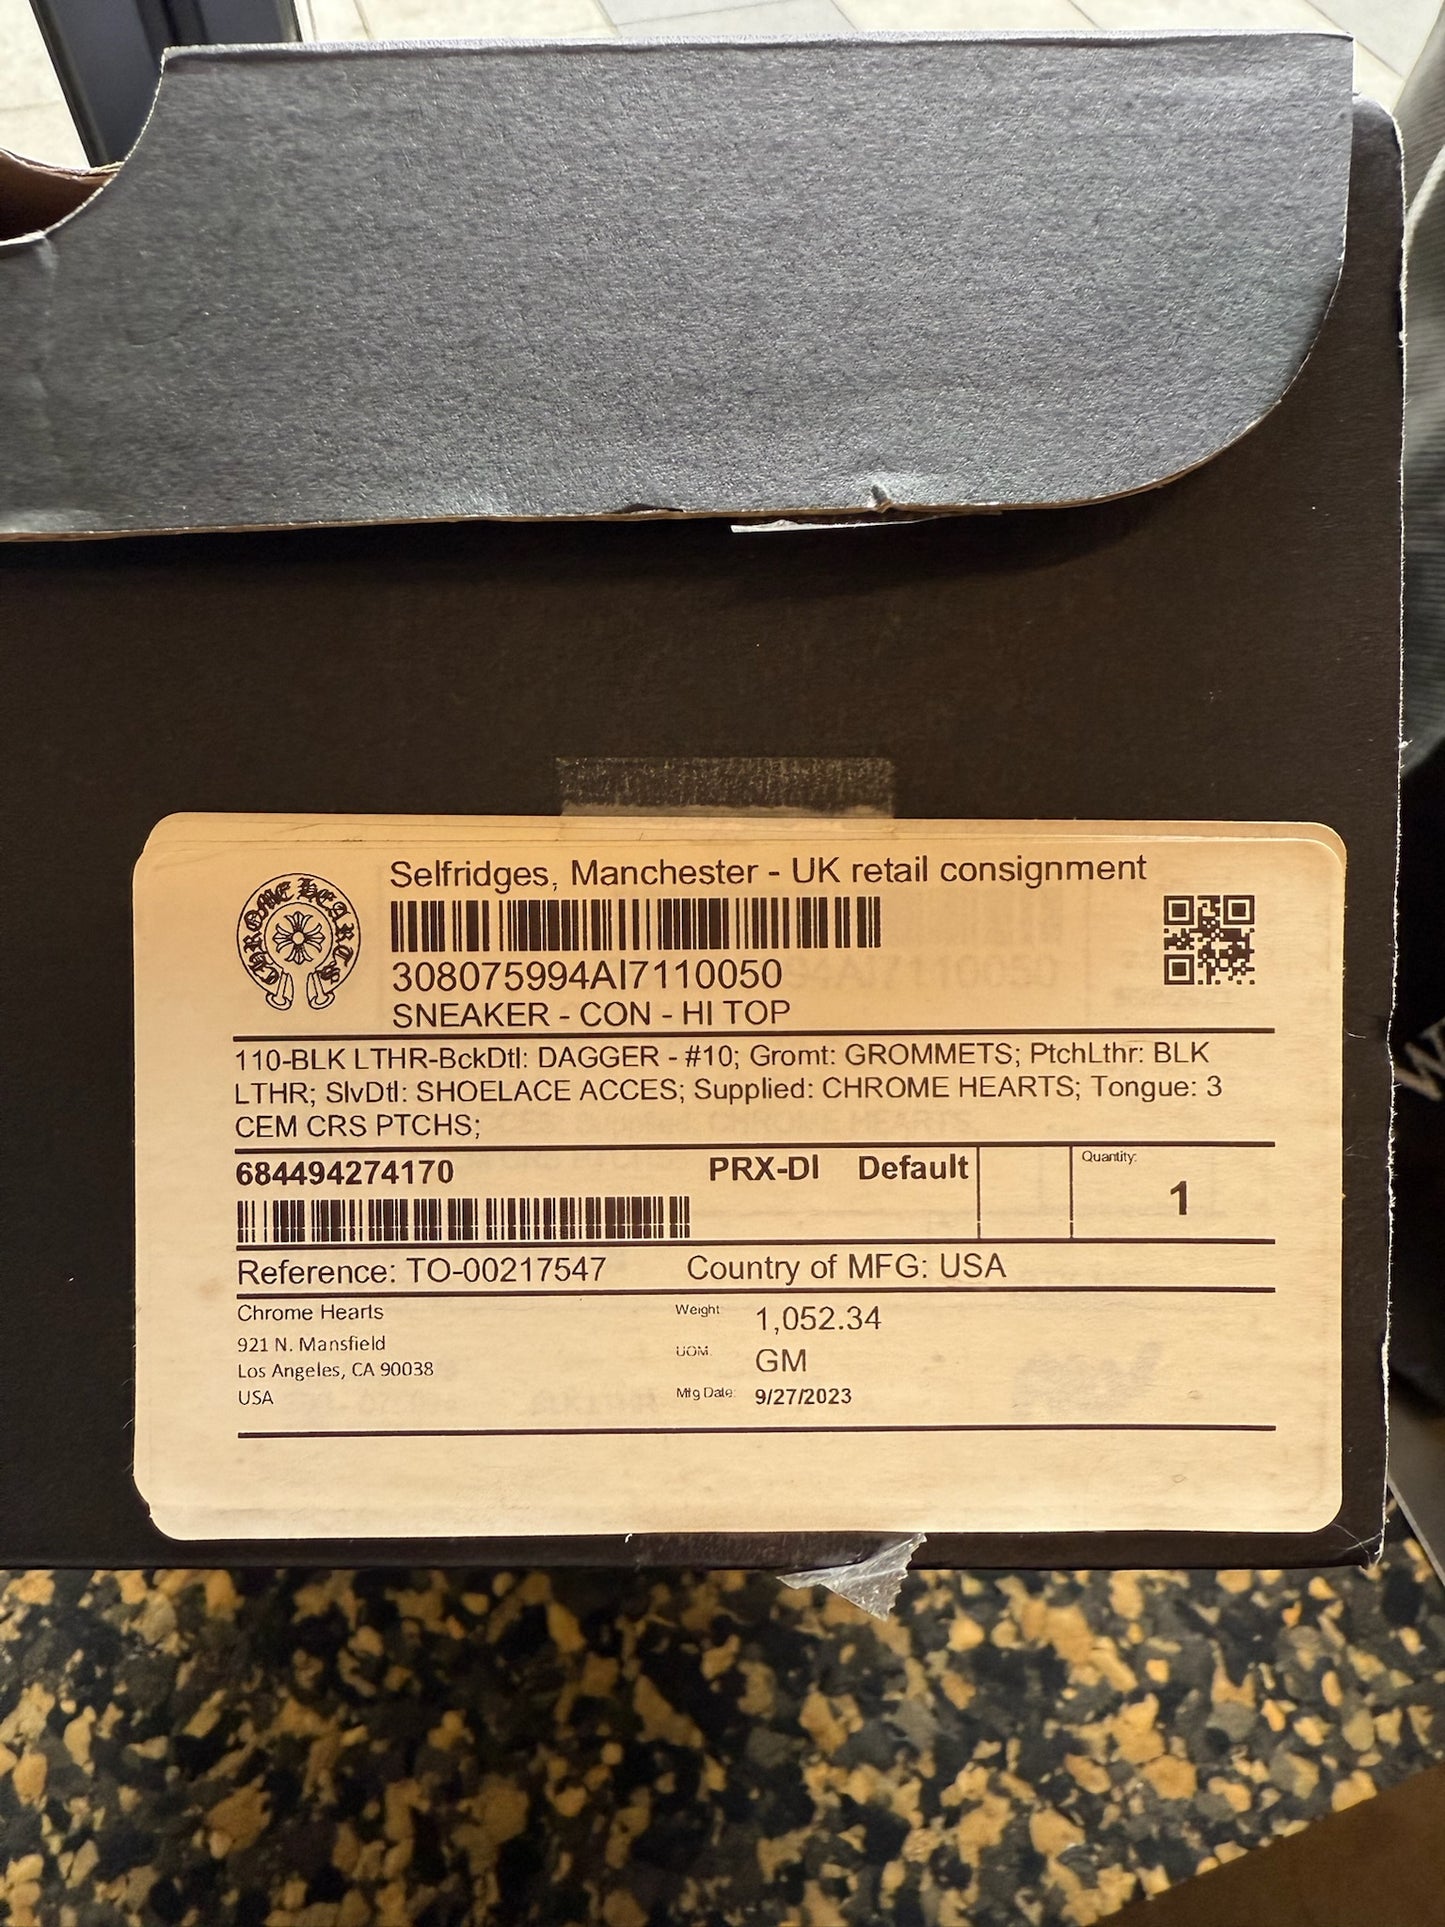 CHROME HEARTS
Selfridges, Manchester - UK retail consignment
308075994AI7110050
SNEAKER - CON - HI TOP
110-BLK LTHR-BckDtl: DAGGER - #10; Gromt: GROMMETS; PtchLthr: BLK
LTHR; SlvDtl: SHOELACE ACCES; Supplied: CHROME HEARTS; Tongue: 3
CEM CRS PTCHS;
684494274170 PRX-DI Default Quantity: 1
Reference: TO-00217547 Country of MFG: USA
Chrome Hearts Weight: 1,052.34
921 N. Mansfield
Los Angeles, CA 90038 UOM: GM
USA Mfg Date: 9/27/2023